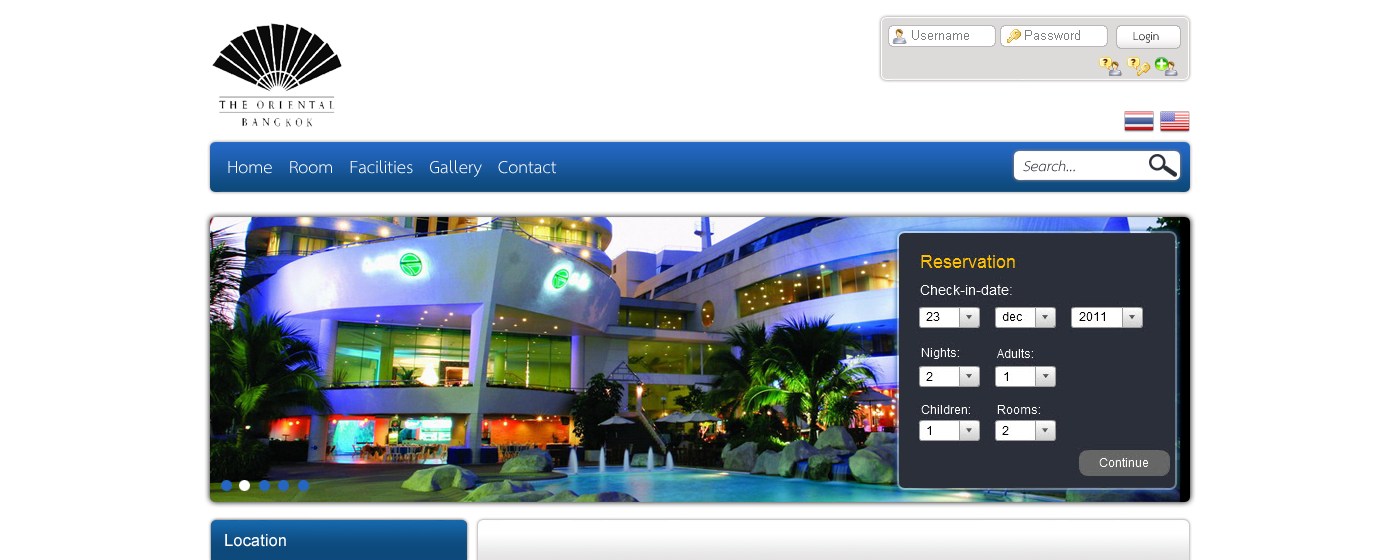 THE ORIENTAL
BANGKOK
Username
Password
Login
Home
Room
Facilities
Gallery
Contact
Search...
Reservation
Check-in-date:
23
dec
2011
Nights:
Adults:
2
1
Children:
Rooms:
1
2
Continue
Location